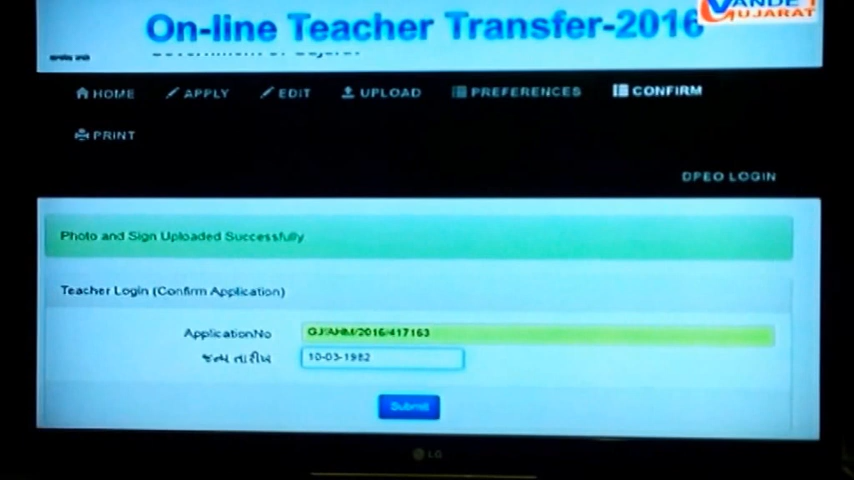 VANDE
GUJARAT
On-line Teacher Transfer-2016
HOME APPLY EDIT UPLOAD PREFERENCES CONFIRM
PRINT
DPEO LOGIN
Photo and Sign Uploaded Successfully
Teacher Login (Confirm Application)
ApplicationNo GJ/AHM/2016/417163
જન્મ તારીખ 10-03-1982
Submit
LG